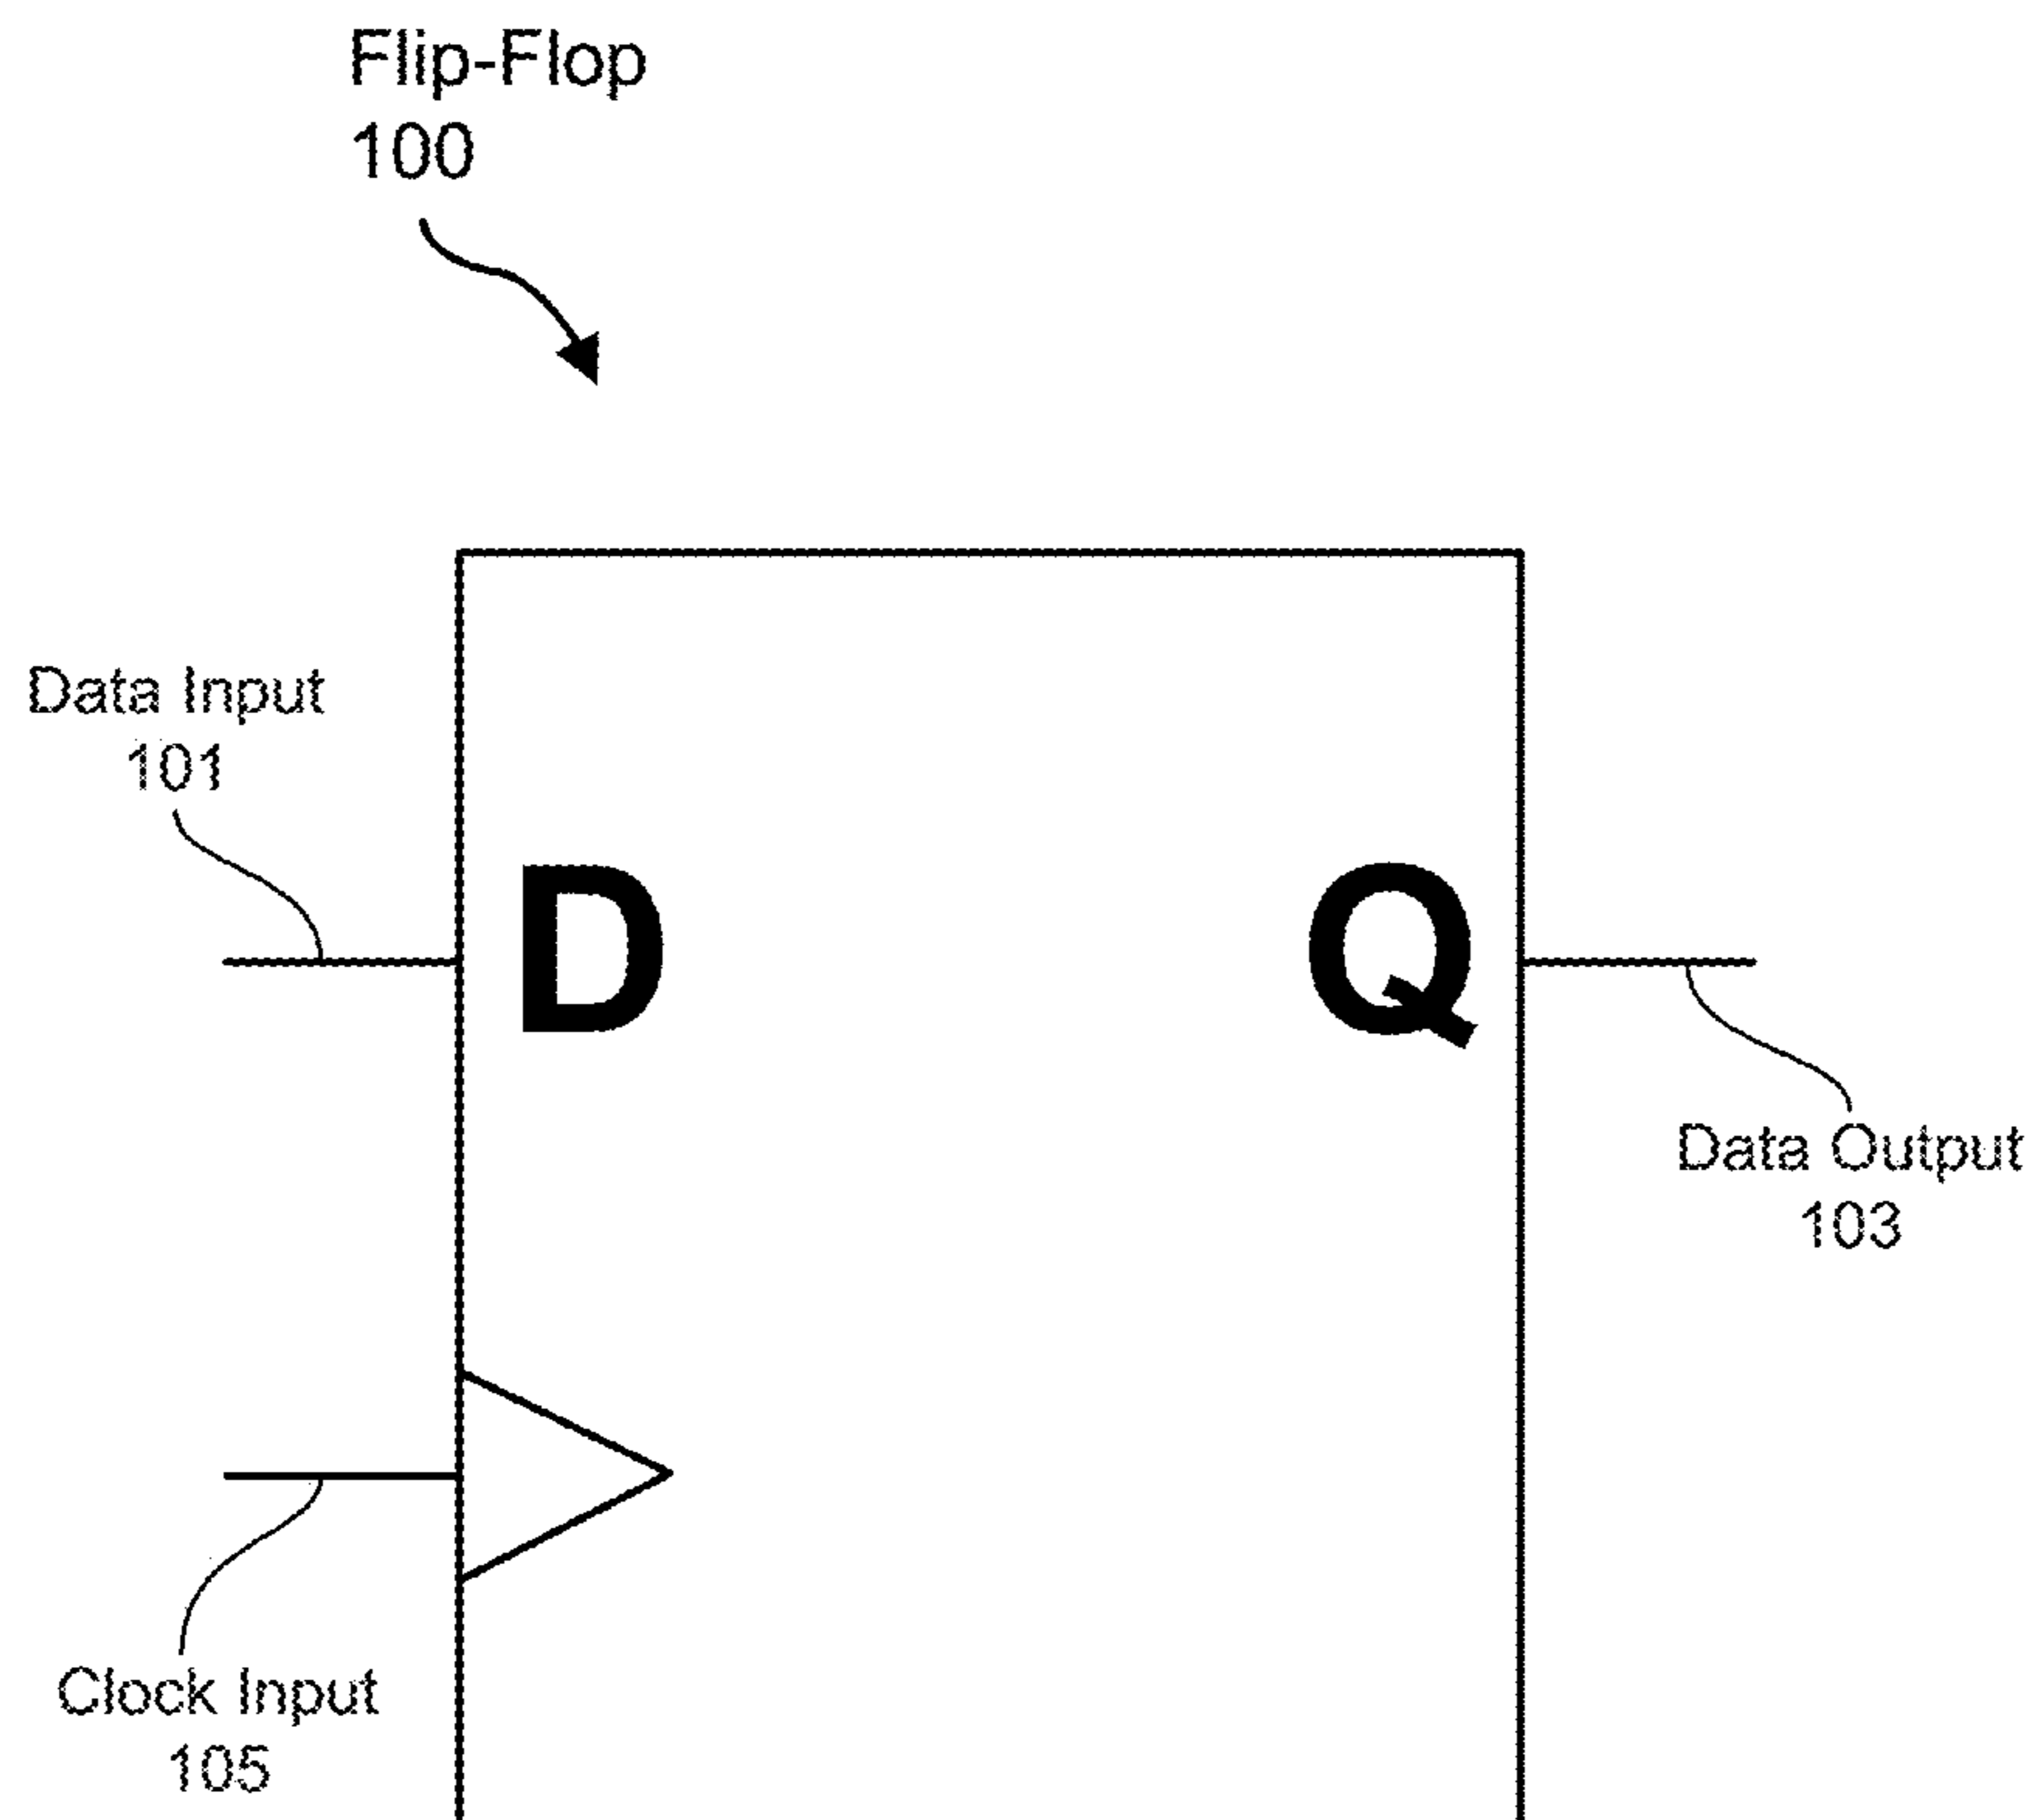 Flip-Flop
100
Data Input
101
D
Q
Data Output
103
Clock Input
105